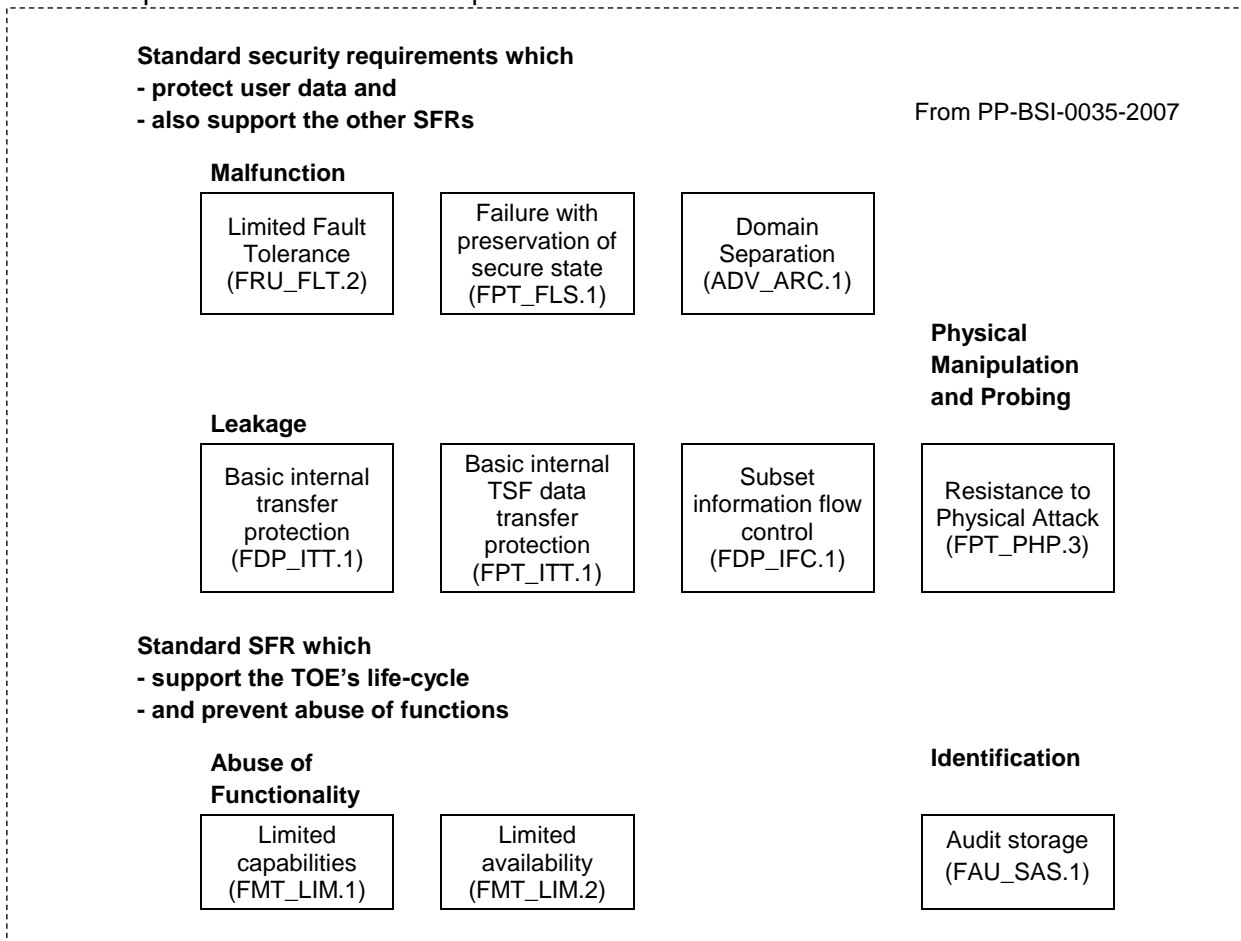 Standard security requirements which
- protect user data and
- also support the other SFRs
From PP-BSI-0035-2007
Malfunction
Limited Fault
Tolerance
(FRU_FLT.2)
Failure with
preservation of
secure state
(FPT_FLS.1)
Domain
Separation
(ADV_ARC.1)
Physical
Manipulation
and Probing
Leakage
Basic internal
transfer
protection
(FDP_ITT.1)
Basic internal
TSF data
transfer
protection
(FPT_ITT.1)
Subset
information flow
control
(FDP_IFC.1)
Resistance to
Physical Attack
(FPT_PHP.3)
Standard SFR which
- support the TOE’s life-cycle
- and prevent abuse of functions
Abuse of
Functionality
Identification
Limited
capabilities
(FMT_LIM.1)
Limited
availability
(FMT_LIM.2)
Audit storage
(FAU_SAS.1)